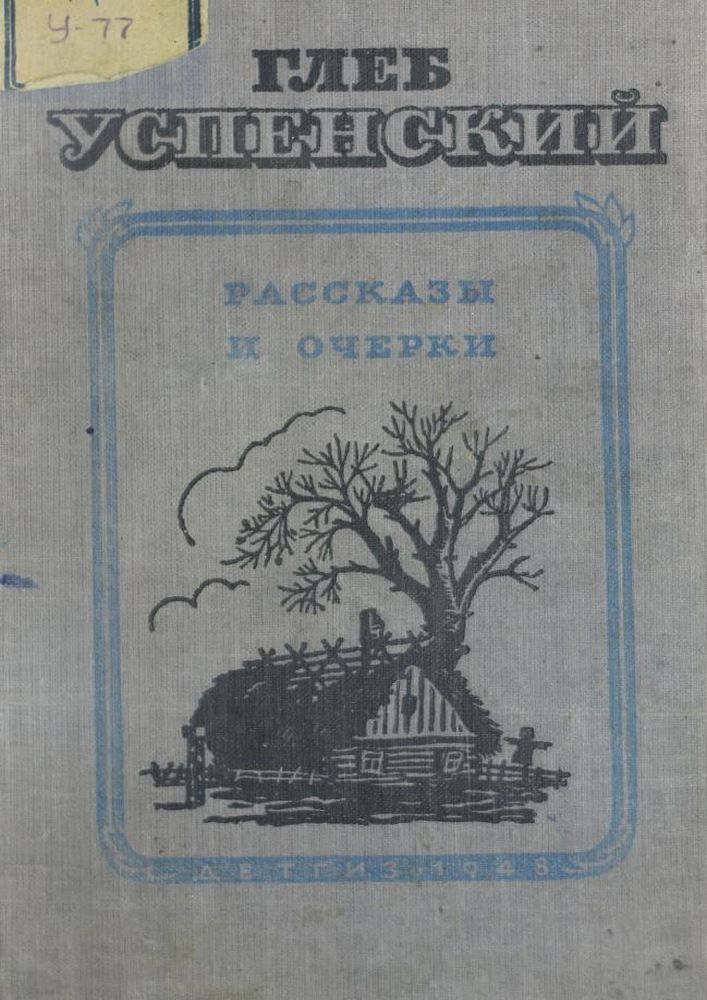 У-77
ГЛЕБ
УСПЕНСКИЙ
РАССКАЗЫ
И ОЧЕРКИ
ДЕТГИЗ·1948